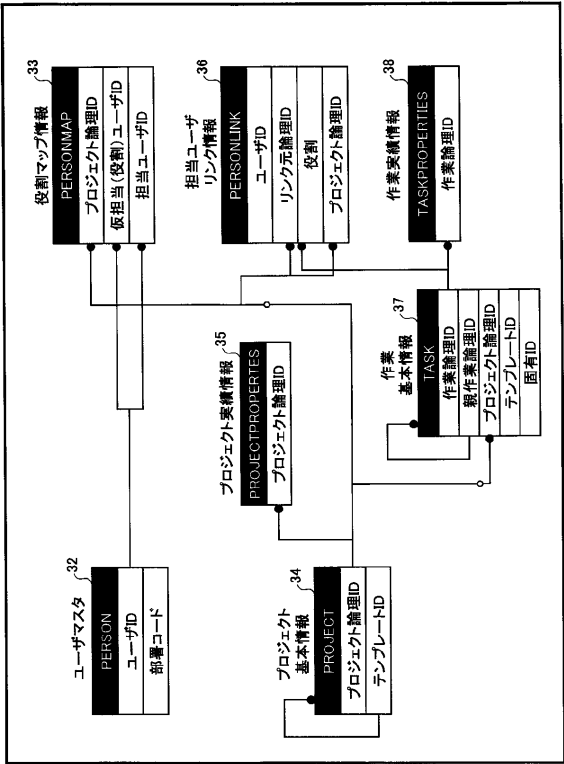 ユーザマスタ
32
PERSON
ユーザID
部署コード
役割マップ情報
33
PERSONMAP
プロジェクト論理ID
仮担当(役割)ユーザID
担当ユーザID
プロジェクト
基本情報
34
PROJECT
プロジェクト論理ID
テンプレートID
プロジェクト実績情報
35
PROJECTPROPERTES
プロジェクト論理ID
担当ユーザ
リンク情報
36
PERSONLINK
ユーザID
リンク元論理ID
役割
プロジェクト論理ID
作業
基本情報
37
TASK
作業論理ID
親作業論理ID
プロジェクト論理ID
テンプレートID
固有ID
作業実績情報
38
TASKPROPERTIES
作業論理ID